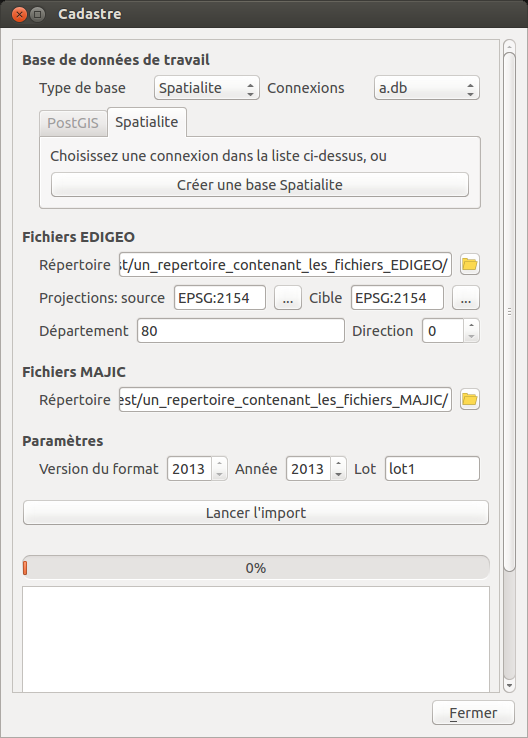 Cadastre
Base de données de travail
Type de base Spatialite Connexions a.db
PostGIS Spatialite
Choisissez une connexion dans la liste ci-dessus, ou
Créer une base Spatialite
Fichiers EDIGEO
Répertoire st/un_repertoire_contenant_les_fichiers_EDIGEO/
Projections: source EPSG:2154 ... Cible EPSG:2154 ...
Département 80 Direction 0
Fichiers MAJIC
Répertoire est/un_repertoire_contenant_les_fichiers_MAJIC/
Paramètres
Version du format 2013 Année 2013 Lot lot1
Lancer l'import
0%
Fermer